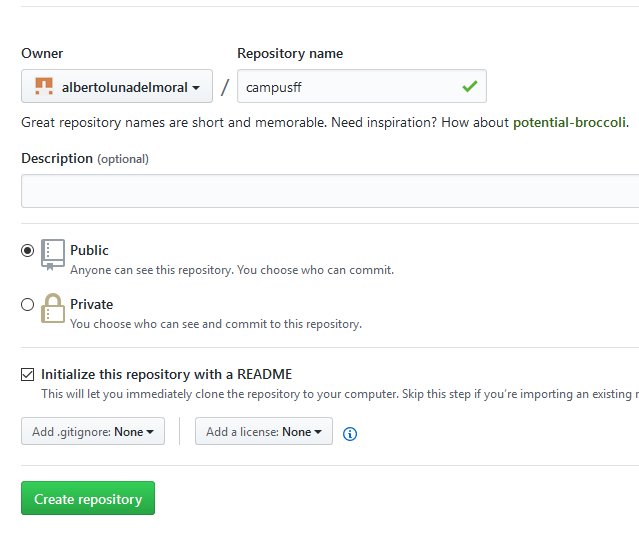 Owner Repository name
albertolunadelmoral / campusff
Great repository names are short and memorable. Need inspiration? How about potential-broccoli.
Description (optional)
Public
Anyone can see this repository. You choose who can commit.
Private
You choose who can see and commit to this repository.
Initialize this repository with a README
This will let you immediately clone the repository to your computer. Skip this step if you're importing an existing
Add .gitignore: None Add a license: None
Create repository